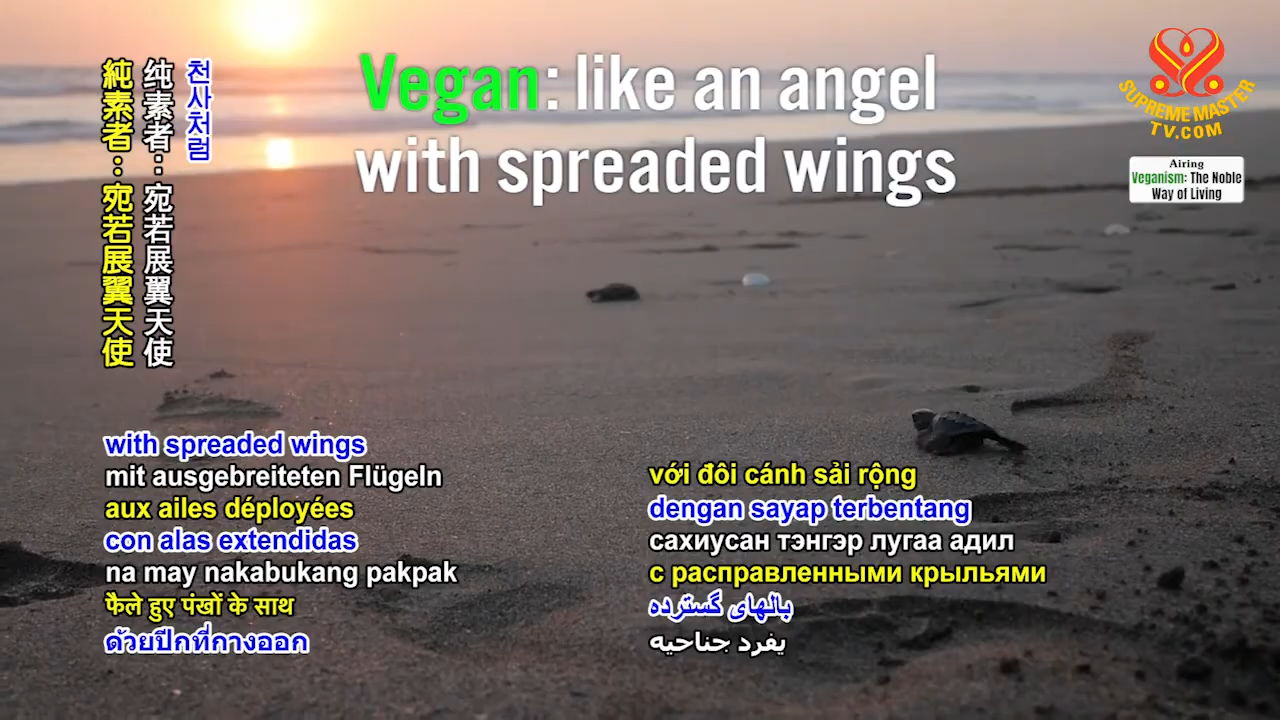 Vegan: like an angel
with spreaded wings
SUPREME MASTER
TV.COM
Airing
Veganism: The Noble
Way of Living
천사처럼
纯素者：宛若展翼天使
純素者：宛若展翼天使
with spreaded wings
mit ausgebreiteten Flügeln
aux ailes déployées
con alas extendidas
na may nakabukang pakpak
फैले हुए पंखों के साथ
ด้วยปีกที่กางออก
với đôi cánh sải rộng
dengan sayap terbentang
сахиусан тэнгэр лугаа адил
с расправленными крыльями
بالهای گسترده
يفرد جناحيه